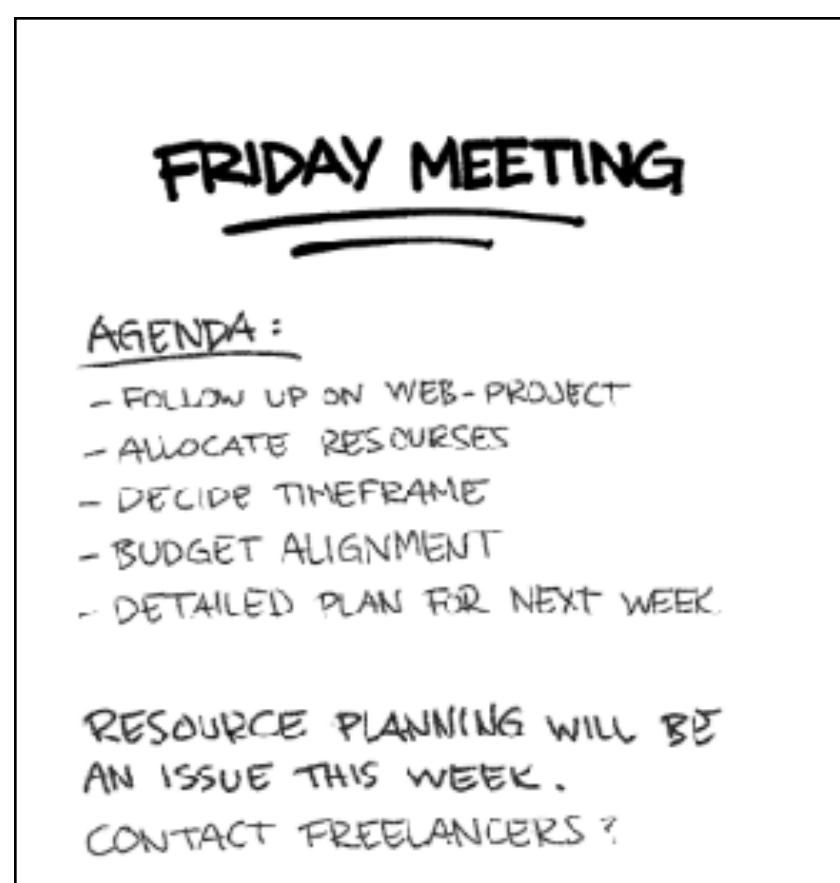 FRIDAY MEETING
AGENDA:
- FOLLOW UP ON WEB-PROJECT
- ALLOCATE RESOURSES
- DECIDE TIMEFRAME
- BUDGET ALIGNMENT
- DETAILED PLAN FOR NEXT WEEK
RESOURCE PLANNING WILL BE
AN ISSUE THIS WEEK.
CONTACT FREELANCERS?